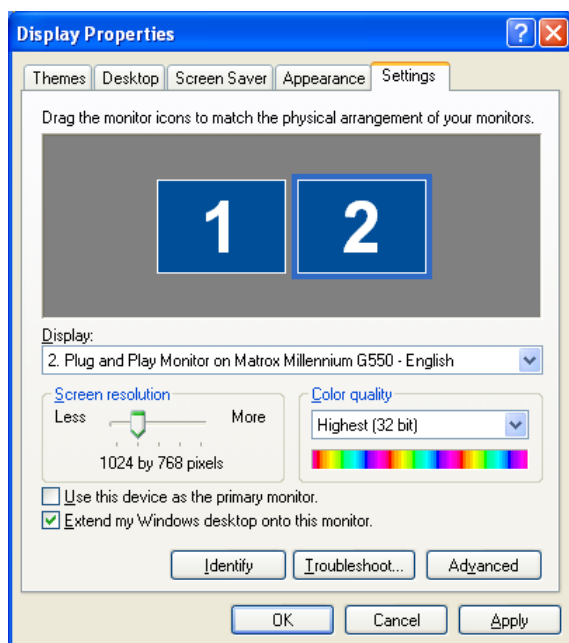 Display Properties
Themes Desktop Screen Saver Appearance Settings
Drag the monitor icons to match the physical arrangement of your monitors.
1 2
Display:
2. Plug and Play Monitor on Matrox Millennium G550 - English
Screen resolution Color quality
Less More Highest (32 bit)
1024 by 768 pixels
Use this device as the primary monitor.
Extend my Windows desktop onto this monitor.
Identify Troubleshoot... Advanced
OK Cancel Apply